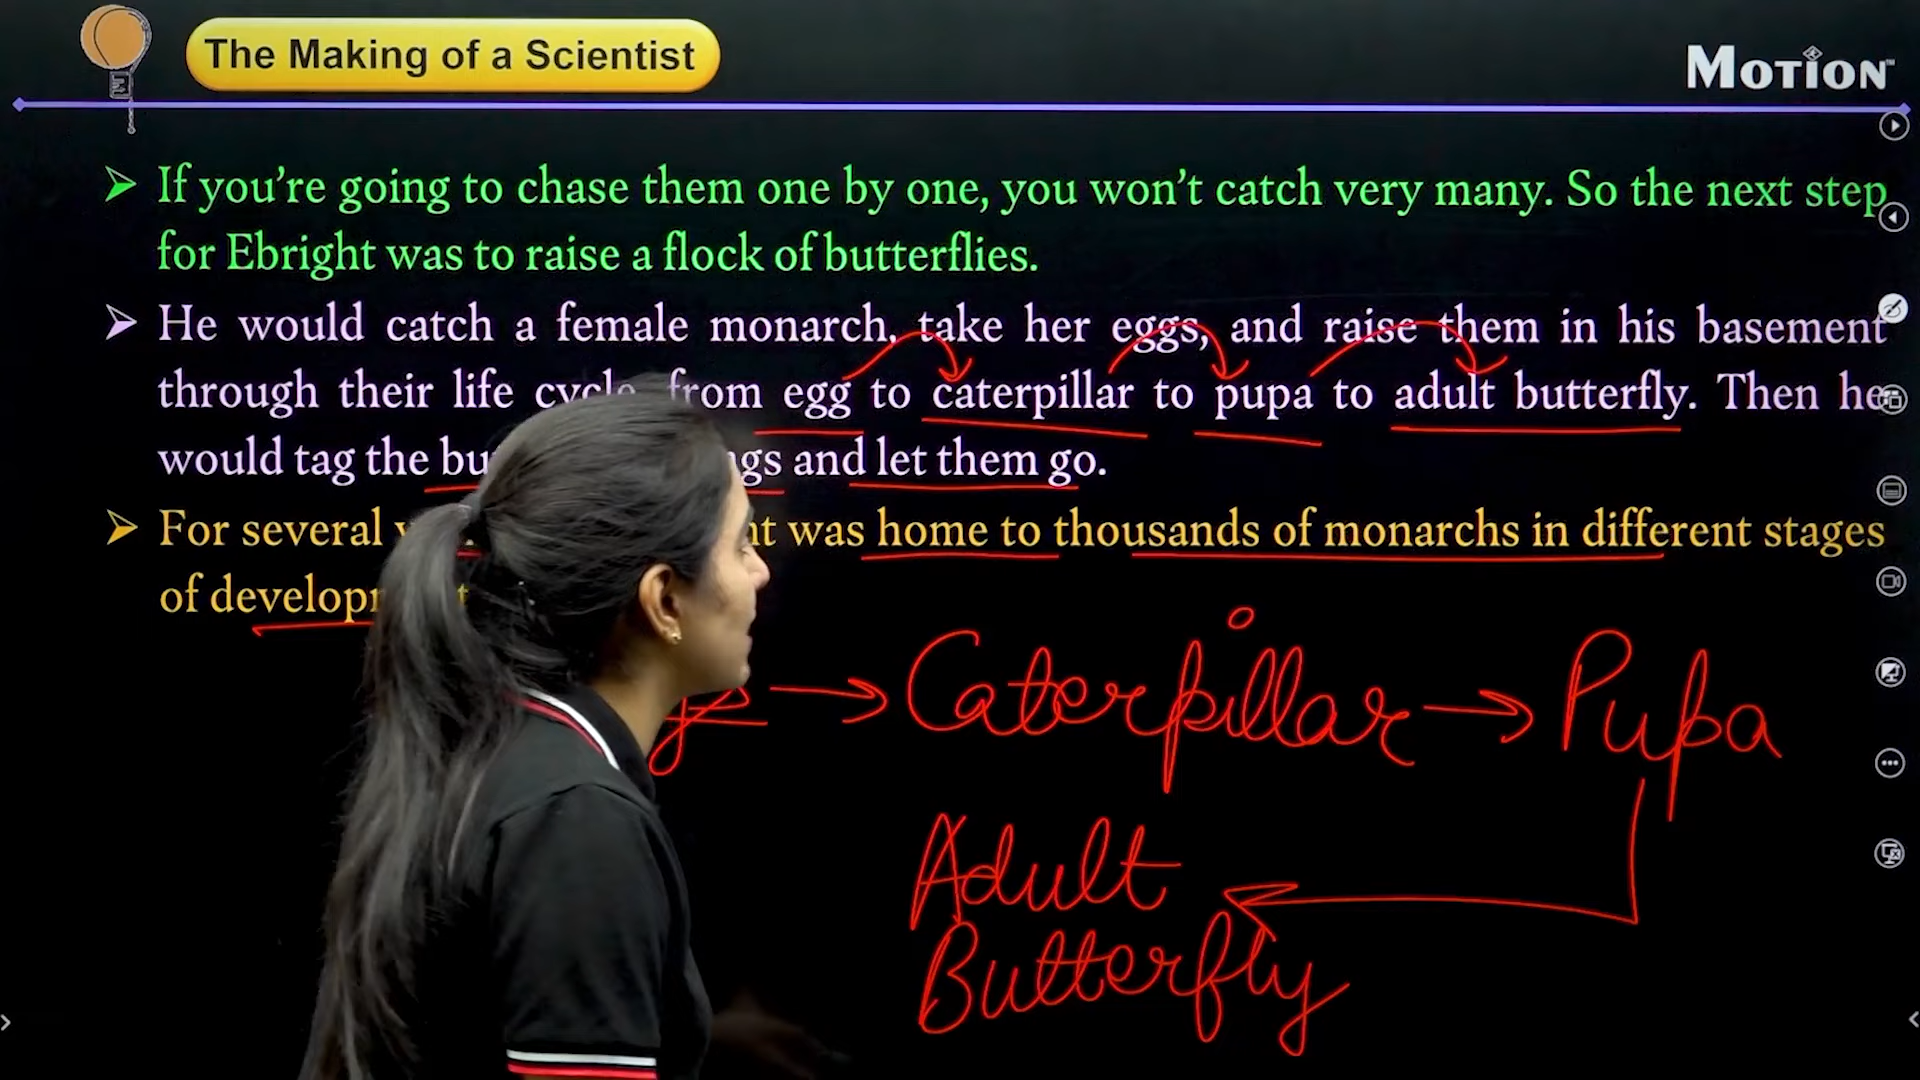 The Making of a Scientist
MOTION™
If you're going to chase them one by one, you won't catch very many. So the next step
for Ebright was to raise a flock of butterflies.
He would catch a female monarch, take her eggs, and raise them in his basement
through their life cycle, from egg to caterpillar to pupa to adult butterfly. Then he
would tag the and let them go.
For several was home to thousands of monarchs in different stages
of
→ Caterpillar → Pupa
Adult
Butterfly